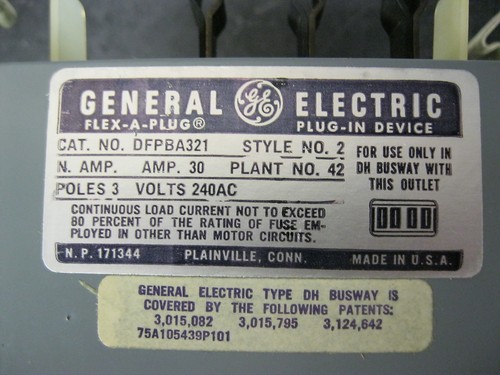 GENERAL GE ELECTRIC
FLEX-A-PLUG® PLUG-IN DEVICE
CAT. NO. DFPBA321 STYLE NO. 2
N. AMP. AMP. 30 PLANT NO. 42
POLES 3 VOLTS 240AC
FOR USE ONLY IN
DH BUSWAY WITH
THIS OUTLET
CONTINUOUS LOAD CURRENT NOT TO EXCEED
80 PERCENT OF THE RATING OF FUSE EM-
PLOYED IN OTHER THAN MOTOR CIRCUITS.
N.P. 171344 PLAINVILLE, CONN. MADE IN U.S.A.
GENERAL ELECTRIC TYPE DH BUSWAY IS
COVERED BY THE FOLLOWING PATENTS:
3,015,082 3,015,795 3,124,642
75A105439P101